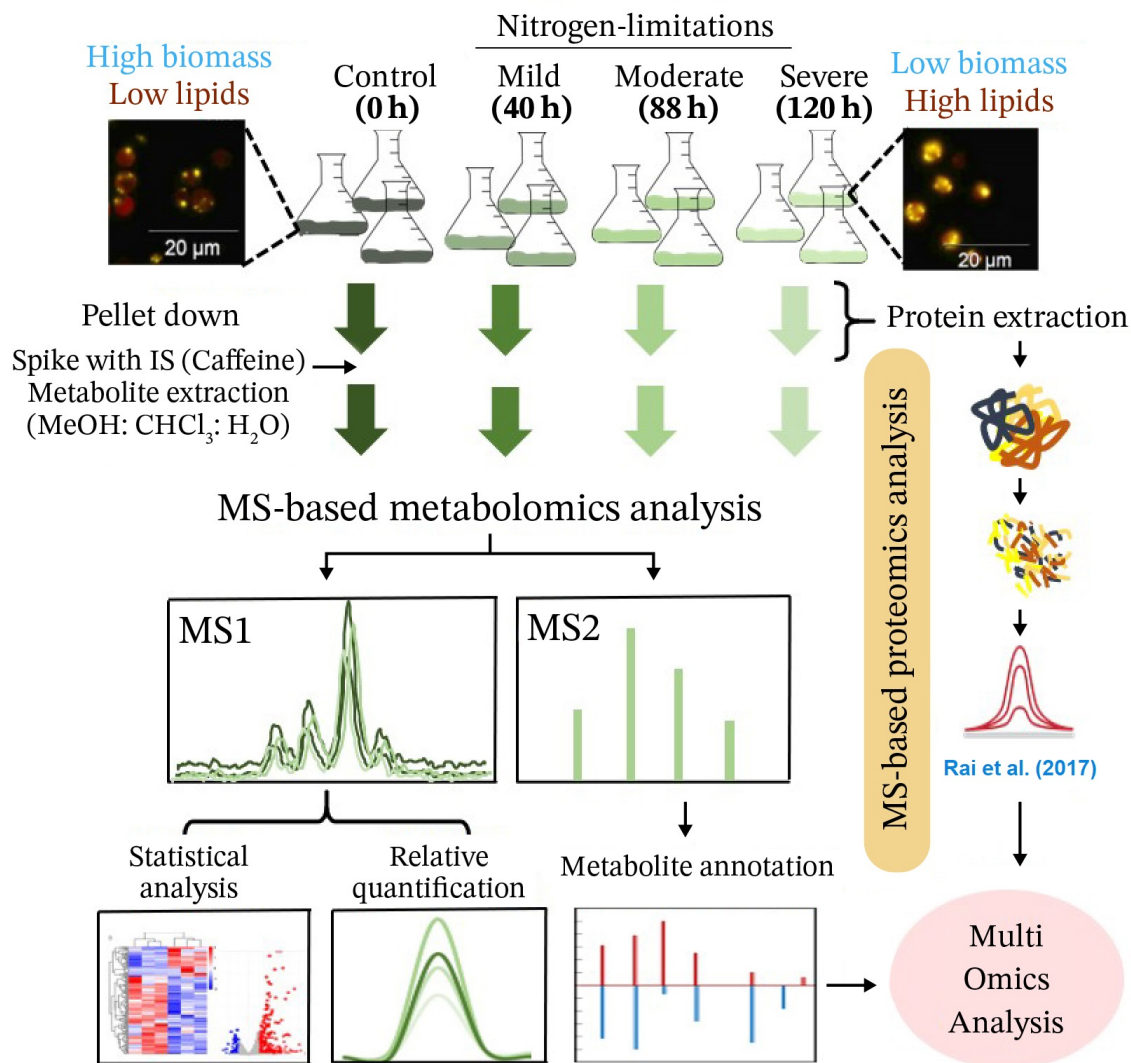 Nitrogen-limitations
High biomass
Low lipids
Control
(0 h)
Mild
(40 h)
Moderate
(88 h)
Severe
(120 h)
Low biomass
High lipids
20 µm
20 µm
Pellet down
Spike with IS (Caffeine)
Metabolite extraction
(MeOH: CHCl₃: H₂O)
Protein extraction
MS-based proteomics analysis
MS-based metabolomics analysis
MS1
MS2
Rai et al. (2017)
Statistical
analysis
Relative
quantification
Metabolite annotation
Multi
Omics
Analysis